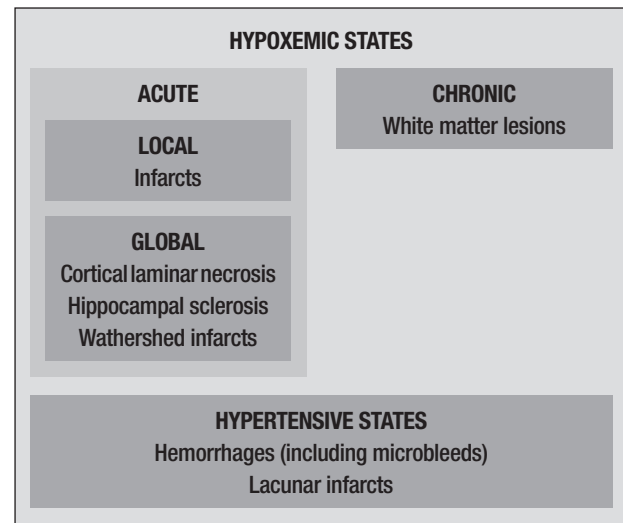 HYPOXEMIC STATES
ACUTE
LOCAL
Infarcts
GLOBAL
Cortical laminar necrosis
Hippocampal sclerosis
Wathershed infarcts
CHRONIC
White matter lesions
HYPERTENSIVE STATES
Hemorrhages (including microbleeds)
Lacunar infarcts